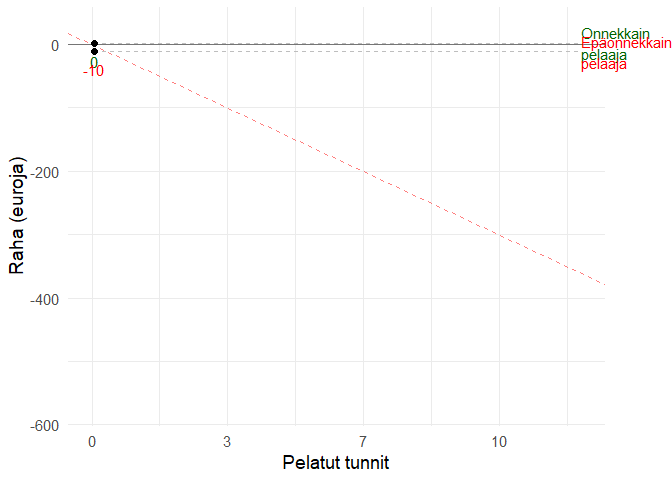 Onnekkain
pelaaja
Epäonnekkain
pelaaja
0
-10
0
-200
-400
-600
Raha (euroja)
0
3
7
10
Pelatut tunnit